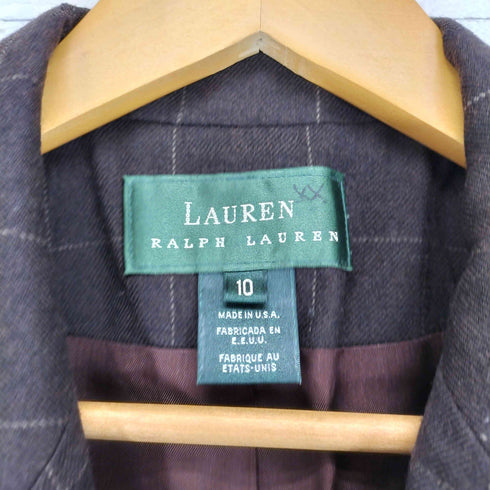 LAUREN
RALPH LAUREN
10
MADE IN U.S.A.
FABRICADA EN
E.E.U.U.
FABRIQUE AU
ETATS-UNIS